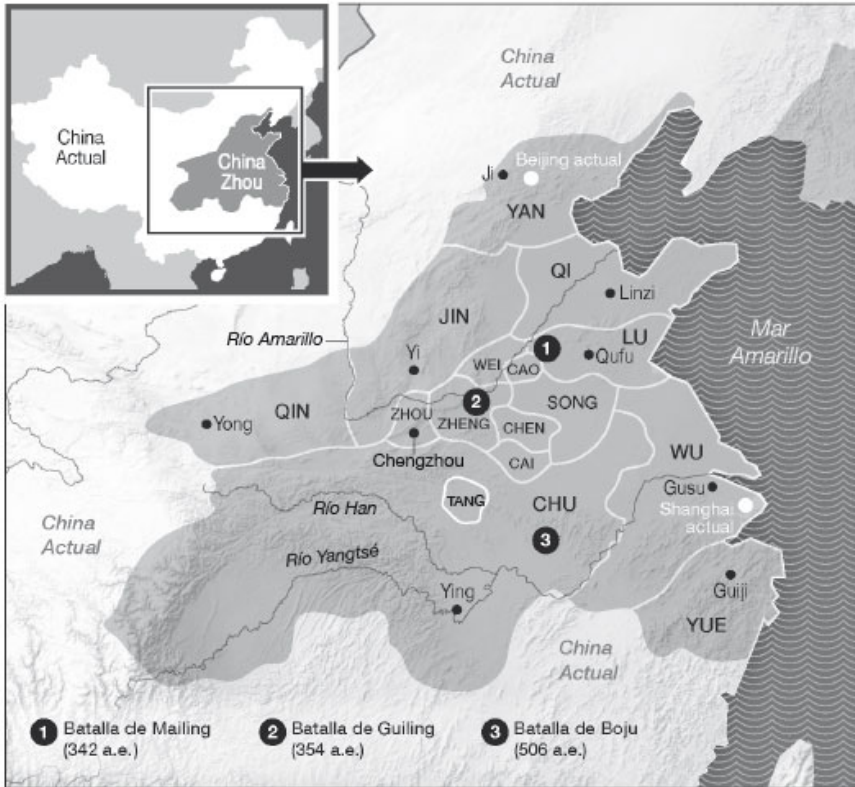 China
Actual
China
Zhou
China
Actual
Ji
Beijing actual
YAN
QI
Linzi
JIN
Río Amarillo
LU
Mar
Amarillo
Yi
WEI
CAO
1
Qufu
2
QIN
Yong
ZHOU
ZHENG
SONG
CHEN
Chengzhou
CAI
WU
TANG
CHU
Gusu
Shanghai
actual
Río Han
China
Actual
3
Río Yangtsé
Ying
Guiji
YUE
China
Actual
1 Batalla de Mailing
(342 a.e.)
2 Batalla de Guiling
(354 a.e.)
3 Batalla de Boju
(506 a.e.)